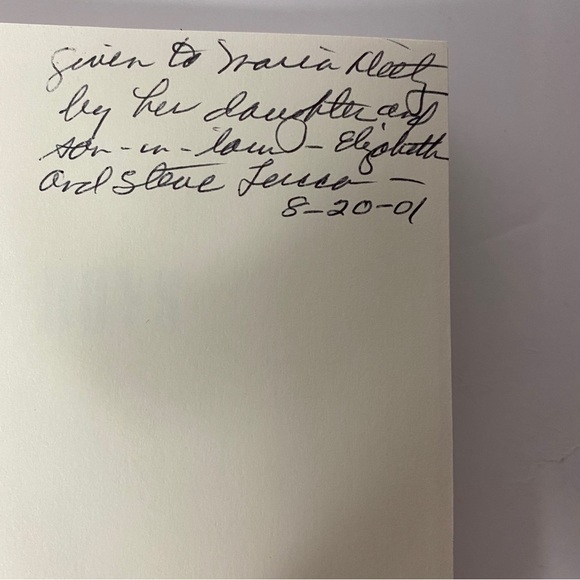 given to Maria
by her daughter and
son-in-law - Elizabeth
and Steve
8-20-01